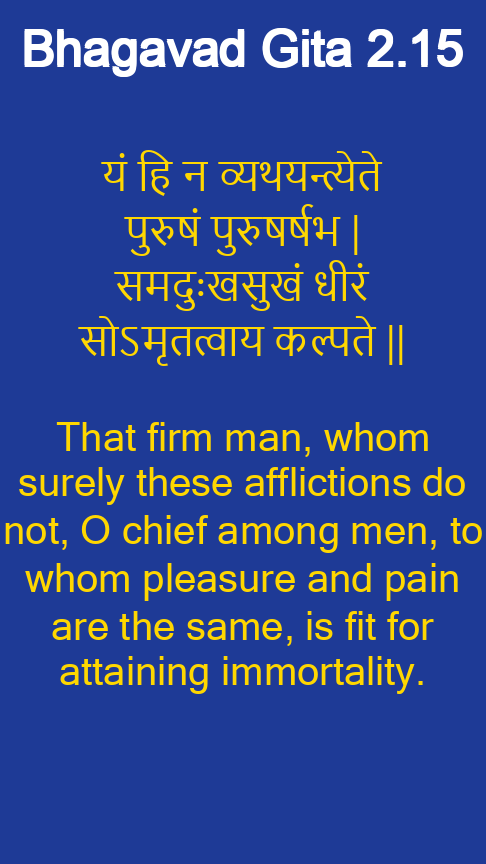 Bhagavad Gita 2.15
यं हि न व्यथयन्त्येते
पुरुषं पुरुषर्षभ |
समदुःखसुखं धीरं
सोऽमृतत्वाय कल्पते ||
That firm man, whom
surely these afflictions do
not, O chief among men, to
whom pleasure and pain
are the same, is fit for
attaining immortality.